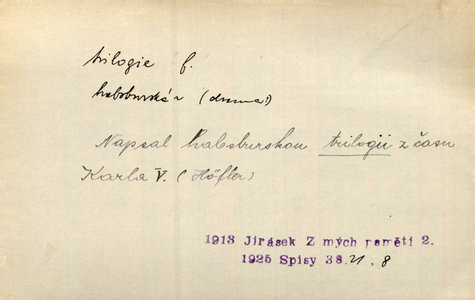 trilogie f.
habsburská ~ (drama!)
Napsal habsburskou trilogii z času
Karla V. (Höfler)
1913 Jirásek Z mých pamětí 2.
1925 Spisy 38.21.8